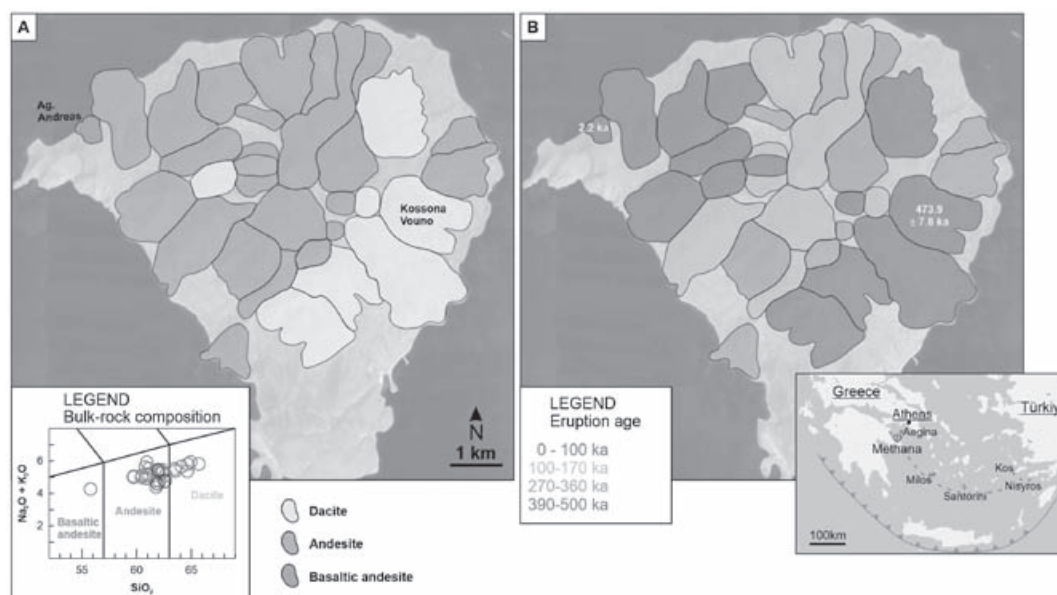 A
Ag.
Andreas
Kossona
Vouno
N
1 km
LEGEND
Bulk-rock composition
Na₂O + K₂O
6
4
2
Basaltic
andesite
Andesite
Dacite
55
60
65
SiO₂
Dacite
Andesite
Basaltic andesite
B
2.2 ka
473.9
± 7.8 ka
LEGEND
Eruption age
0 - 100 ka
100-170 ka
270-360 ka
390-500 ka
Greece
Türkiy
Athens
Aegina
Methana
Milos
Santorini
Kos
Nisyros
100km